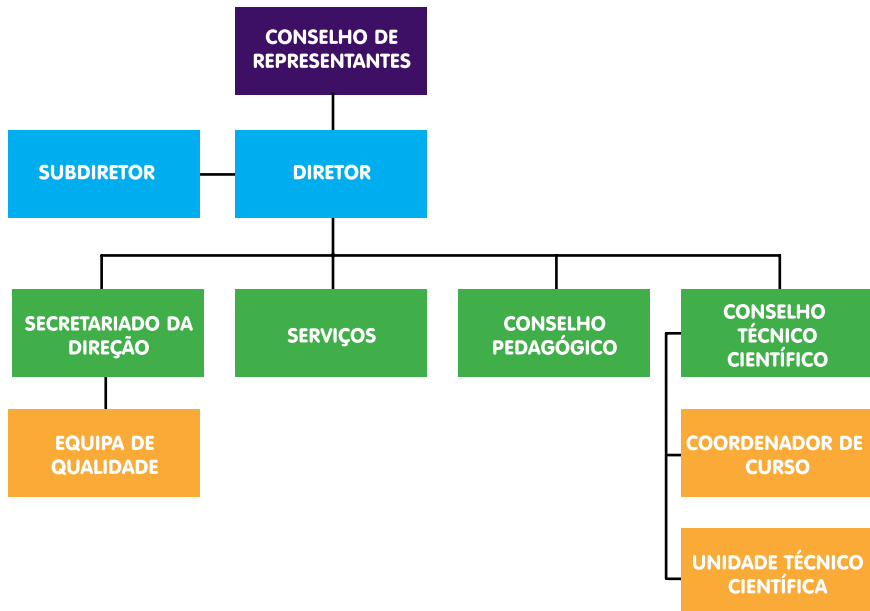 CONSELHO DE
REPRESENTANTES
SUBDIRETOR
DIRETOR
SECRETARIADO DA
DIREÇÃO
SERVIÇOS
CONSELHO
PEDAGÓGICO
CONSELHO
TÉCNICO
CIENTÍFICO
EQUIPA DE
QUALIDADE
COORDENADOR DE
CURSO
UNIDADE TÉCNICO
CIENTÍFICA